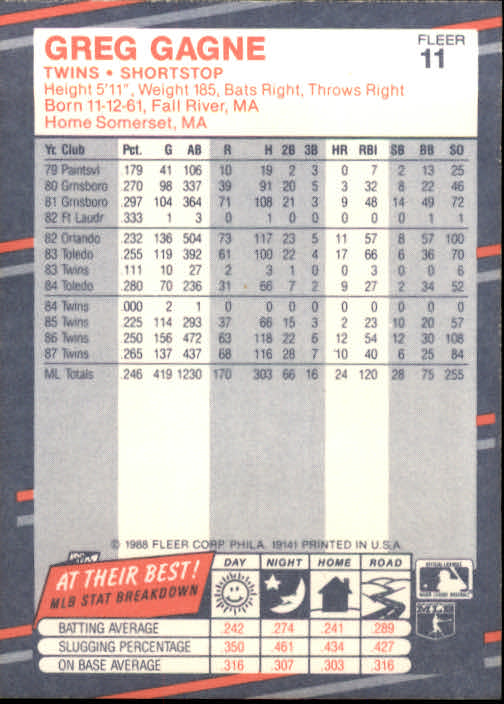 GREG GAGNE
FLEER
11
TWINS • SHORTSTOP
Height 5'11", Weight 185, Bats Right, Throws Right
Born 11-12-61, Fall River, MA
Home Somerset, MA
Yr. Club Pct. G AB R H 2B 3B HR RBI SB BB SO
79 Paintsvl .179 41 106 10 19 2 3 0 7 2 13 25
80 Grnsboro .270 98 337 39 91 20 5 3 32 8 22 46
81 Grnsboro .297 104 364 71 108 21 3 9 48 14 49 72
82 Ft Laudr .333 1 3 0 1 0 0 0 0 0 1 1
82 Orlando .232 136 504 73 117 23 5 11 57 8 57 100
83 Toledo .255 119 392 61 100 22 4 17 66 6 36 70
83 Twins .111 10 27 2 3 1 0 0 3 0 0 6
84 Toledo .280 70 236 31 66 7 2 9 27 2 34 52
84 Twins .000 2 1 0 0 0 0 0 0 0 0 0
85 Twins .225 114 293 37 66 15 3 2 23 10 20 57
86 Twins .250 156 472 63 118 22 6 12 54 12 30 108
87 Twins .265 137 437 68 116 28 7 10 40 6 25 84
ML Totals .246 419 1230 170 303 66 16 24 120 28 75 255
© 1988 FLEER CORP. PHILA. 19141 PRINTED IN U.S.A.
AT THEIR BEST!
MLB STAT BREAKDOWN
DAY NIGHT HOME ROAD
BATTING AVERAGE .242 .274 .241 .289
SLUGGING PERCENTAGE .350 .461 .434 .427
ON BASE AVERAGE .316 .307 .303 .316
OFFICIAL LICENSEE
MAJOR LEAGUE BASEBALL
MLB